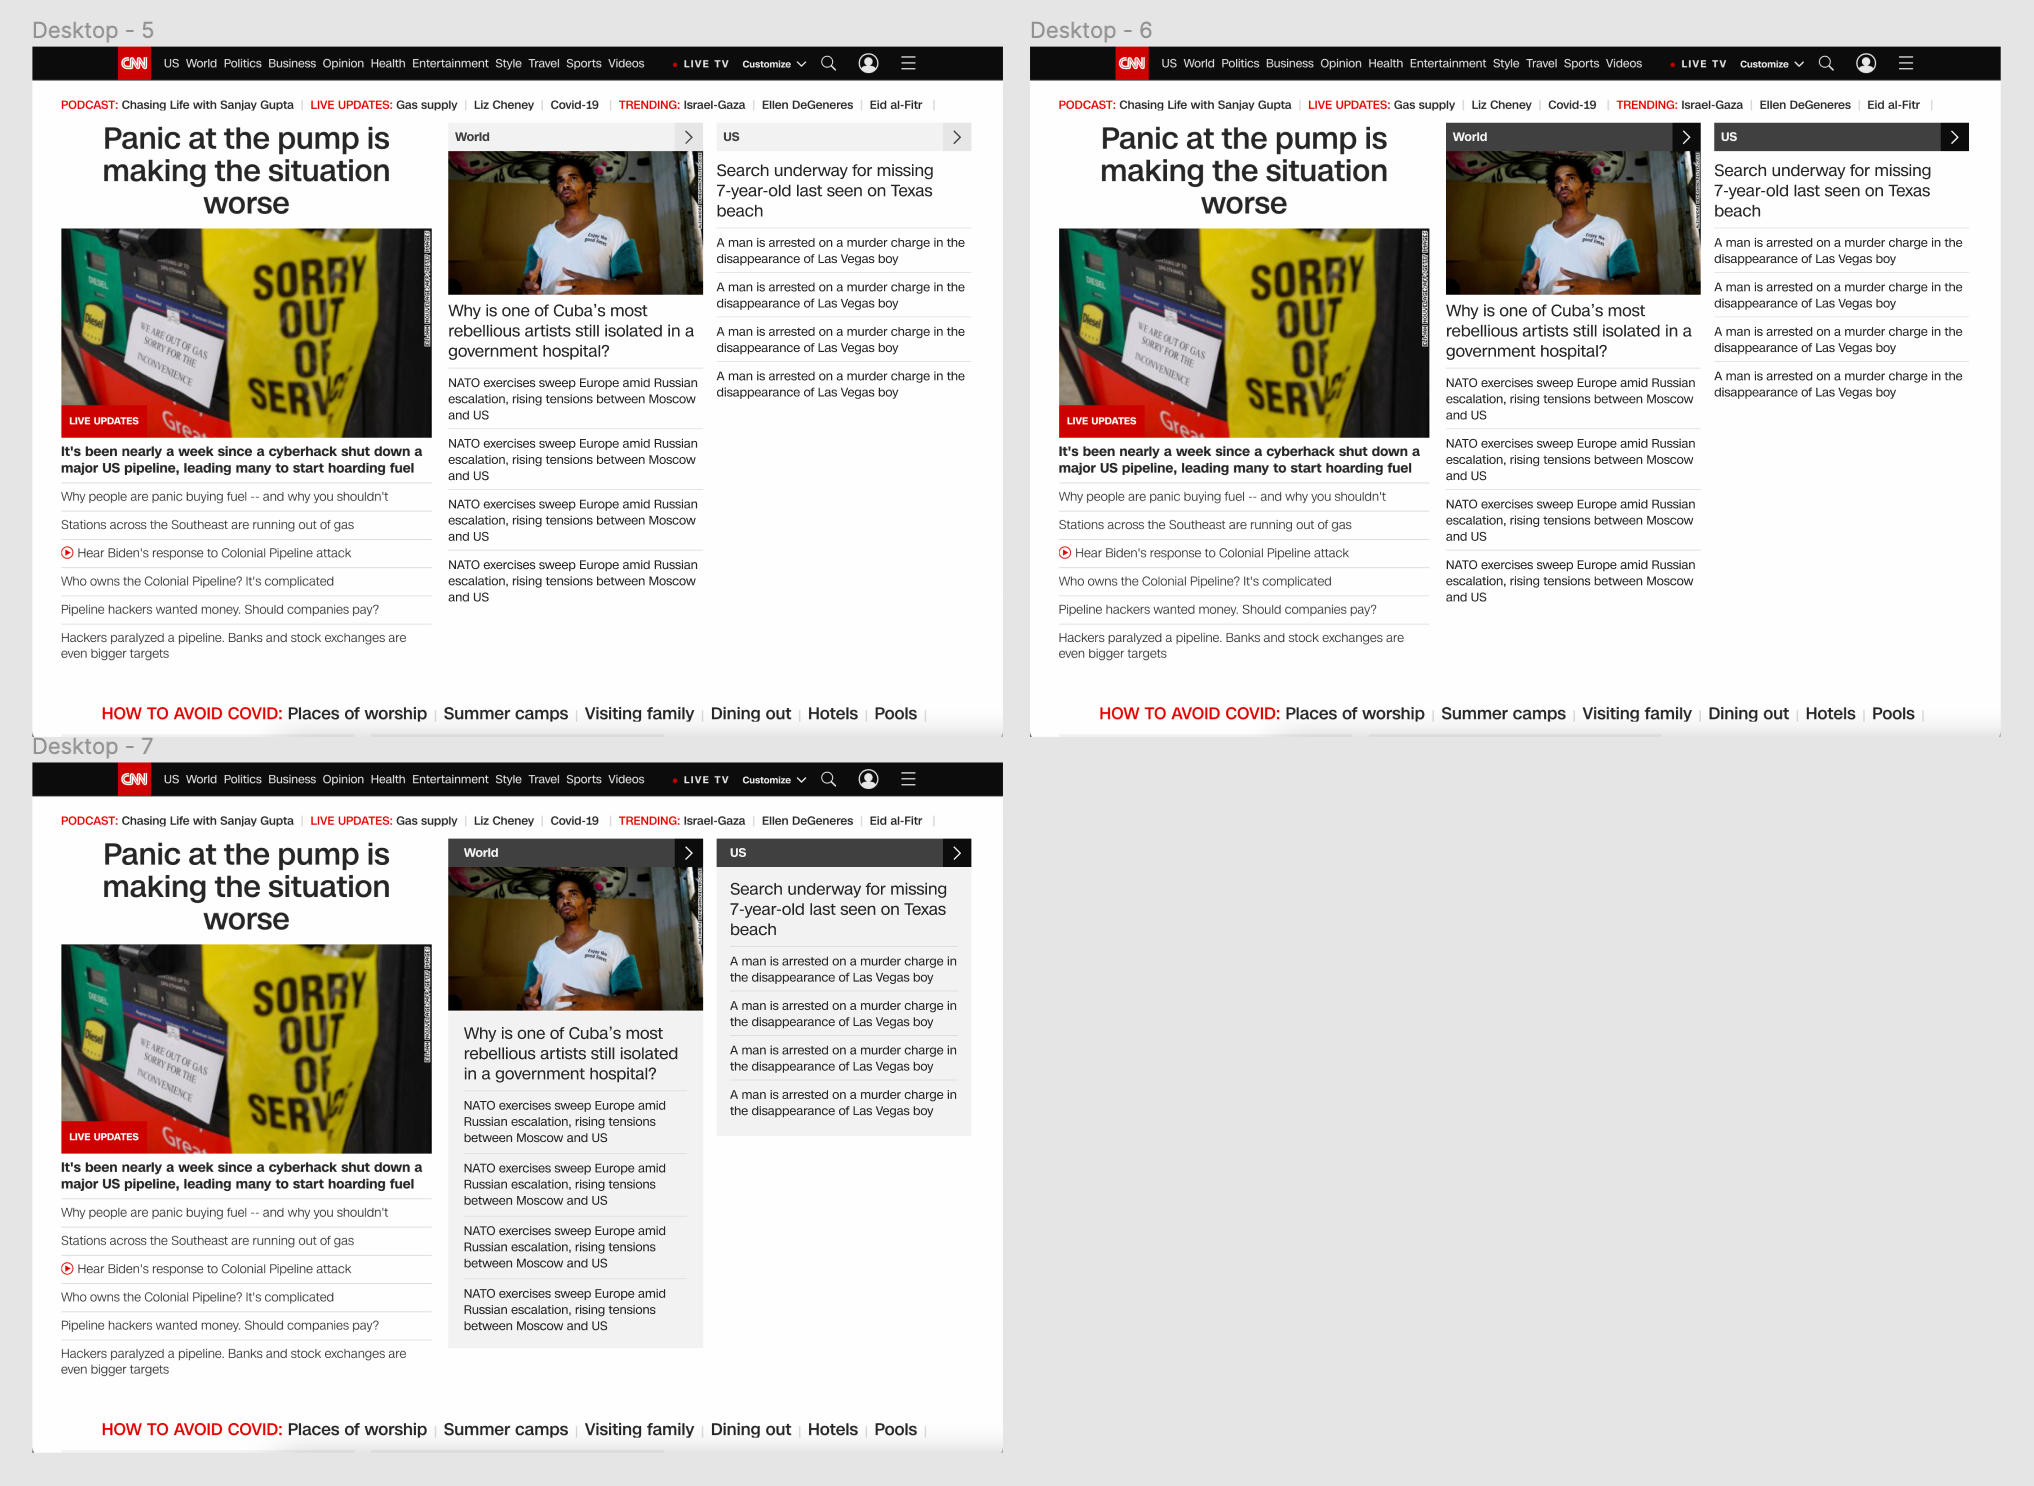 Desktop - 5
CNN US World Politics Business Opinion Health Entertainment Style Travel Sports Videos LIVE TV Customize
PODCAST: Chasing Life with Sanjay Gupta LIVE UPDATES: Gas supply Liz Cheney Covid-19 TRENDING: Israel-Gaza Ellen DeGeneres Eid al-Fitr
Panic at the pump is
making the situation
worse
SORRY
OUT
OF
SERVIC
DIESEL
Diesel
WE ARE OUT OF GAS
SORRY FOR THE
INCONVENIENCE
Great
LIVE UPDATES
It's been nearly a week since a cyberhack shut down a
major US pipeline, leading many to start hoarding fuel
Why people are panic buying fuel -- and why you shouldn't
Stations across the Southeast are running out of gas
Hear Biden's response to Colonial Pipeline attack
Who owns the Colonial Pipeline? It's complicated
Pipeline hackers wanted money. Should companies pay?
Hackers paralyzed a pipeline. Banks and stock exchanges are
even bigger targets
World
Enjoy the
good times
Why is one of Cuba's most
rebellious artists still isolated in a
government hospital?
NATO exercises sweep Europe amid Russian
escalation, rising tensions between Moscow
and US
NATO exercises sweep Europe amid Russian
escalation, rising tensions between Moscow
and US
NATO exercises sweep Europe amid Russian
escalation, rising tensions between Moscow
and US
NATO exercises sweep Europe amid Russian
escalation, rising tensions between Moscow
and US
US
Search underway for missing
7-year-old last seen on Texas
beach
A man is arrested on a murder charge in the
disappearance of Las Vegas boy
A man is arrested on a murder charge in the
disappearance of Las Vegas boy
A man is arrested on a murder charge in the
disappearance of Las Vegas boy
A man is arrested on a murder charge in the
disappearance of Las Vegas boy
HOW TO AVOID COVID: Places of worship Summer camps Visiting family Dining out Hotels Pools
Desktop - 6
CNN US World Politics Business Opinion Health Entertainment Style Travel Sports Videos LIVE TV Customize
PODCAST: Chasing Life with Sanjay Gupta LIVE UPDATES: Gas supply Liz Cheney Covid-19 TRENDING: Israel-Gaza Ellen DeGeneres Eid al-Fitr
Panic at the pump is
making the situation
worse
SORRY
OUT
OF
SERVIC
DIESEL
Diesel
WE ARE OUT OF GAS
SORRY FOR THE
INCONVENIENCE
Great
LIVE UPDATES
It's been nearly a week since a cyberhack shut down a
major US pipeline, leading many to start hoarding fuel
Why people are panic buying fuel -- and why you shouldn't
Stations across the Southeast are running out of gas
Hear Biden's response to Colonial Pipeline attack
Who owns the Colonial Pipeline? It's complicated
Pipeline hackers wanted money. Should companies pay?
Hackers paralyzed a pipeline. Banks and stock exchanges are
even bigger targets
World
Enjoy the
good times
Why is one of Cuba's most
rebellious artists still isolated in a
government hospital?
NATO exercises sweep Europe amid Russian
escalation, rising tensions between Moscow
and US
NATO exercises sweep Europe amid Russian
escalation, rising tensions between Moscow
and US
NATO exercises sweep Europe amid Russian
escalation, rising tensions between Moscow
and US
NATO exercises sweep Europe amid Russian
escalation, rising tensions between Moscow
and US
US
Search underway for missing
7-year-old last seen on Texas
beach
A man is arrested on a murder charge in the
disappearance of Las Vegas boy
A man is arrested on a murder charge in the
disappearance of Las Vegas boy
A man is arrested on a murder charge in the
disappearance of Las Vegas boy
A man is arrested on a murder charge in the
disappearance of Las Vegas boy
HOW TO AVOID COVID: Places of worship Summer camps Visiting family Dining out Hotels Pools
Desktop - 7
CNN US World Politics Business Opinion Health Entertainment Style Travel Sports Videos LIVE TV Customize
PODCAST: Chasing Life with Sanjay Gupta LIVE UPDATES: Gas supply Liz Cheney Covid-19 TRENDING: Israel-Gaza Ellen DeGeneres Eid al-Fitr
Panic at the pump is
making the situation
worse
SORRY
OUT
OF
SERVIC
DIESEL
Diesel
WE ARE OUT OF GAS
SORRY FOR THE
INCONVENIENCE
Great
LIVE UPDATES
It's been nearly a week since a cyberhack shut down a
major US pipeline, leading many to start hoarding fuel
Why people are panic buying fuel -- and why you shouldn't
Stations across the Southeast are running out of gas
Hear Biden's response to Colonial Pipeline attack
Who owns the Colonial Pipeline? It's complicated
Pipeline hackers wanted money. Should companies pay?
Hackers paralyzed a pipeline. Banks and stock exchanges are
even bigger targets
World
Enjoy the
good times
Why is one of Cuba's most
rebellious artists still isolated
in a government hospital?
NATO exercises sweep Europe amid
Russian escalation, rising tensions
between Moscow and US
NATO exercises sweep Europe amid
Russian escalation, rising tensions
between Moscow and US
NATO exercises sweep Europe amid
Russian escalation, rising tensions
between Moscow and US
NATO exercises sweep Europe amid
Russian escalation, rising tensions
between Moscow and US
US
Search underway for missing
7-year-old last seen on Texas
beach
A man is arrested on a murder charge in
the disappearance of Las Vegas boy
A man is arrested on a murder charge in
the disappearance of Las Vegas boy
A man is arrested on a murder charge in
the disappearance of Las Vegas boy
A man is arrested on a murder charge in
the disappearance of Las Vegas boy
HOW TO AVOID COVID: Places of worship Summer camps Visiting family Dining out Hotels Pools